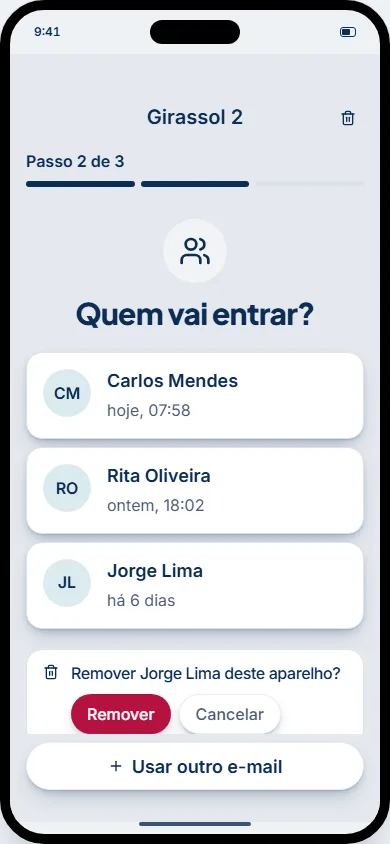 9:41
Girassol 2
Passo 2 de 3
Quem vai entrar?
CM
Carlos Mendes
hoje, 07:58
RO
Rita Oliveira
ontem, 18:02
JL
Jorge Lima
há 6 dias
Remover Jorge Lima deste aparelho?
Remover
Cancelar
+ Usar outro e-mail